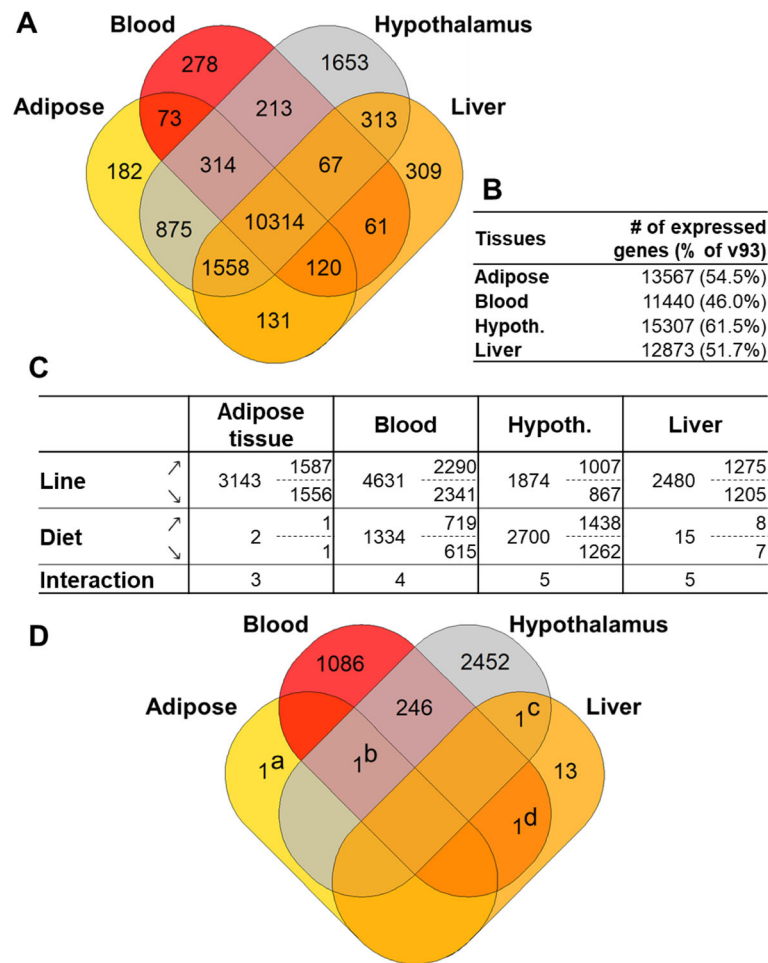 A
Blood
Hypothalamus
Adipose
Liver
278
1653
73
213
313
182
314
67
309
875
10314
61
1558
120
131
B
Tissues
# of expressed
genes (% of v93)
Adipose 13567 (54.5%)
Blood 11440 (46.0%)
Hypoth. 15307 (61.5%)
Liver 12873 (51.7%)
C
Adipose
tissue
Blood Hypoth. Liver
Line ↗ ↘ 3143 1587 1556 4631 2290 2341 1874 1007 867 2480 1275 1205
Diet ↗ ↘ 2 1 1 1334 719 615 2700 1438 1262 15 8 7
Interaction 3 4 5 5
D
Blood
Hypothalamus
Adipose
Liver
1086
2452
246
1c
1a
1b
13
1d